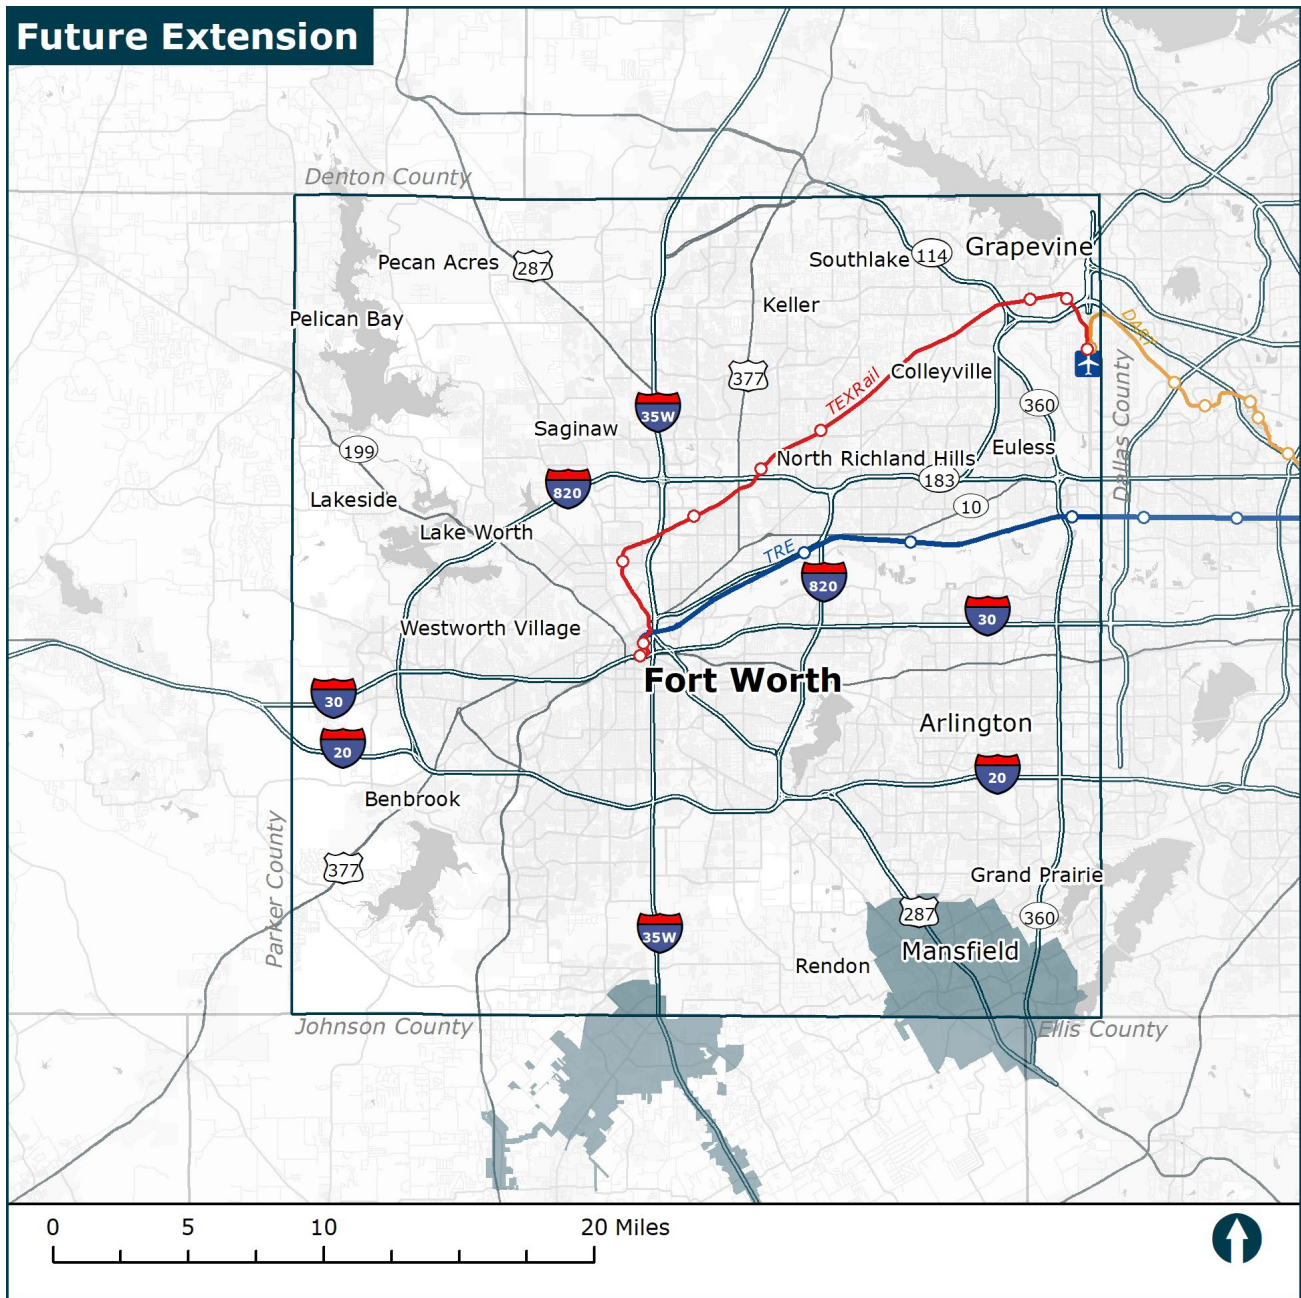 Future Extension
Denton County
Pecan Acres
287
Southlake
114
Grapevine
Pelican Bay
Keller
DART
377
Colleyville
TEXRail
360
35W
Saginaw
199
North Richland Hills
Euless
Dallas County
820
183
Lakeside
10
Lake Worth
TRE
820
30
Westworth Village
Fort Worth
30
Arlington
20
20
Benbrook
377
Parker County
Grand Prairie
287
360
35W
Mansfield
Rendon
Johnson County
Ellis County
0 5 10 20 Miles